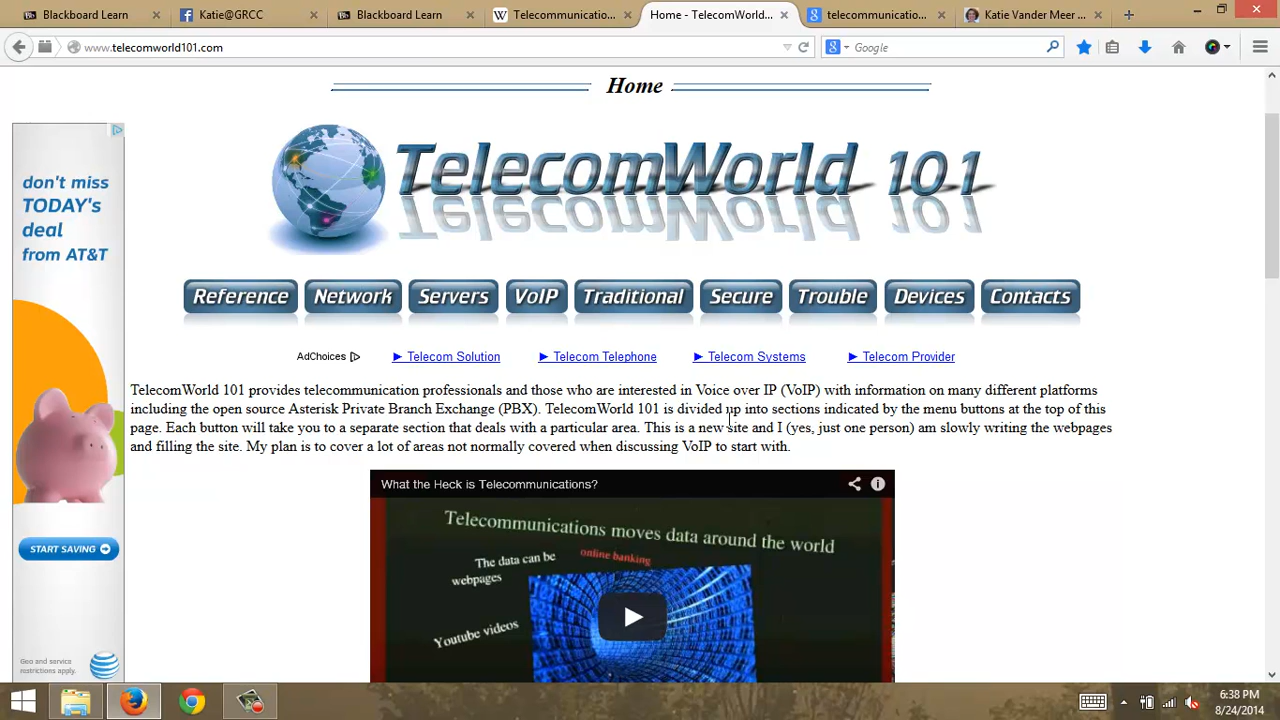 Blackboard Learn
Katie@GRCC
Blackboard Learn
Telecommunication...
Home - TelecomWorld...
telecommunicatio...
Katie Vander Meer ...
www.telecomworld101.com
Google
Home
TelecomWorld 101
Reference Network Servers VoIP Traditional Secure Trouble Devices Contacts
AdChoices
► Telecom Solution
► Telecom Telephone
► Telecom Systems
► Telecom Provider
don't miss
TODAY's
deal
from AT&T
START SAVING
Geo and service
restrictions apply.
TelecomWorld 101 provides telecommunication professionals and those who are interested in Voice over IP (VoIP) with information on many different platforms
including the open source Asterisk Private Branch Exchange (PBX). TelecomWorld 101 is divided up into sections indicated by the menu buttons at the top of this
page. Each button will take you to a separate section that deals with a particular area. This is a new site and I (yes, just one person) am slowly writing the webpages
and filling the site. My plan is to cover a lot of areas not normally covered when discussing VoIP to start with.
What the Heck is Telecommunications?
Telecommunications moves data around the world
The data can be
webpages
online banking
Youtube videos
6:38 PM
8/24/2014